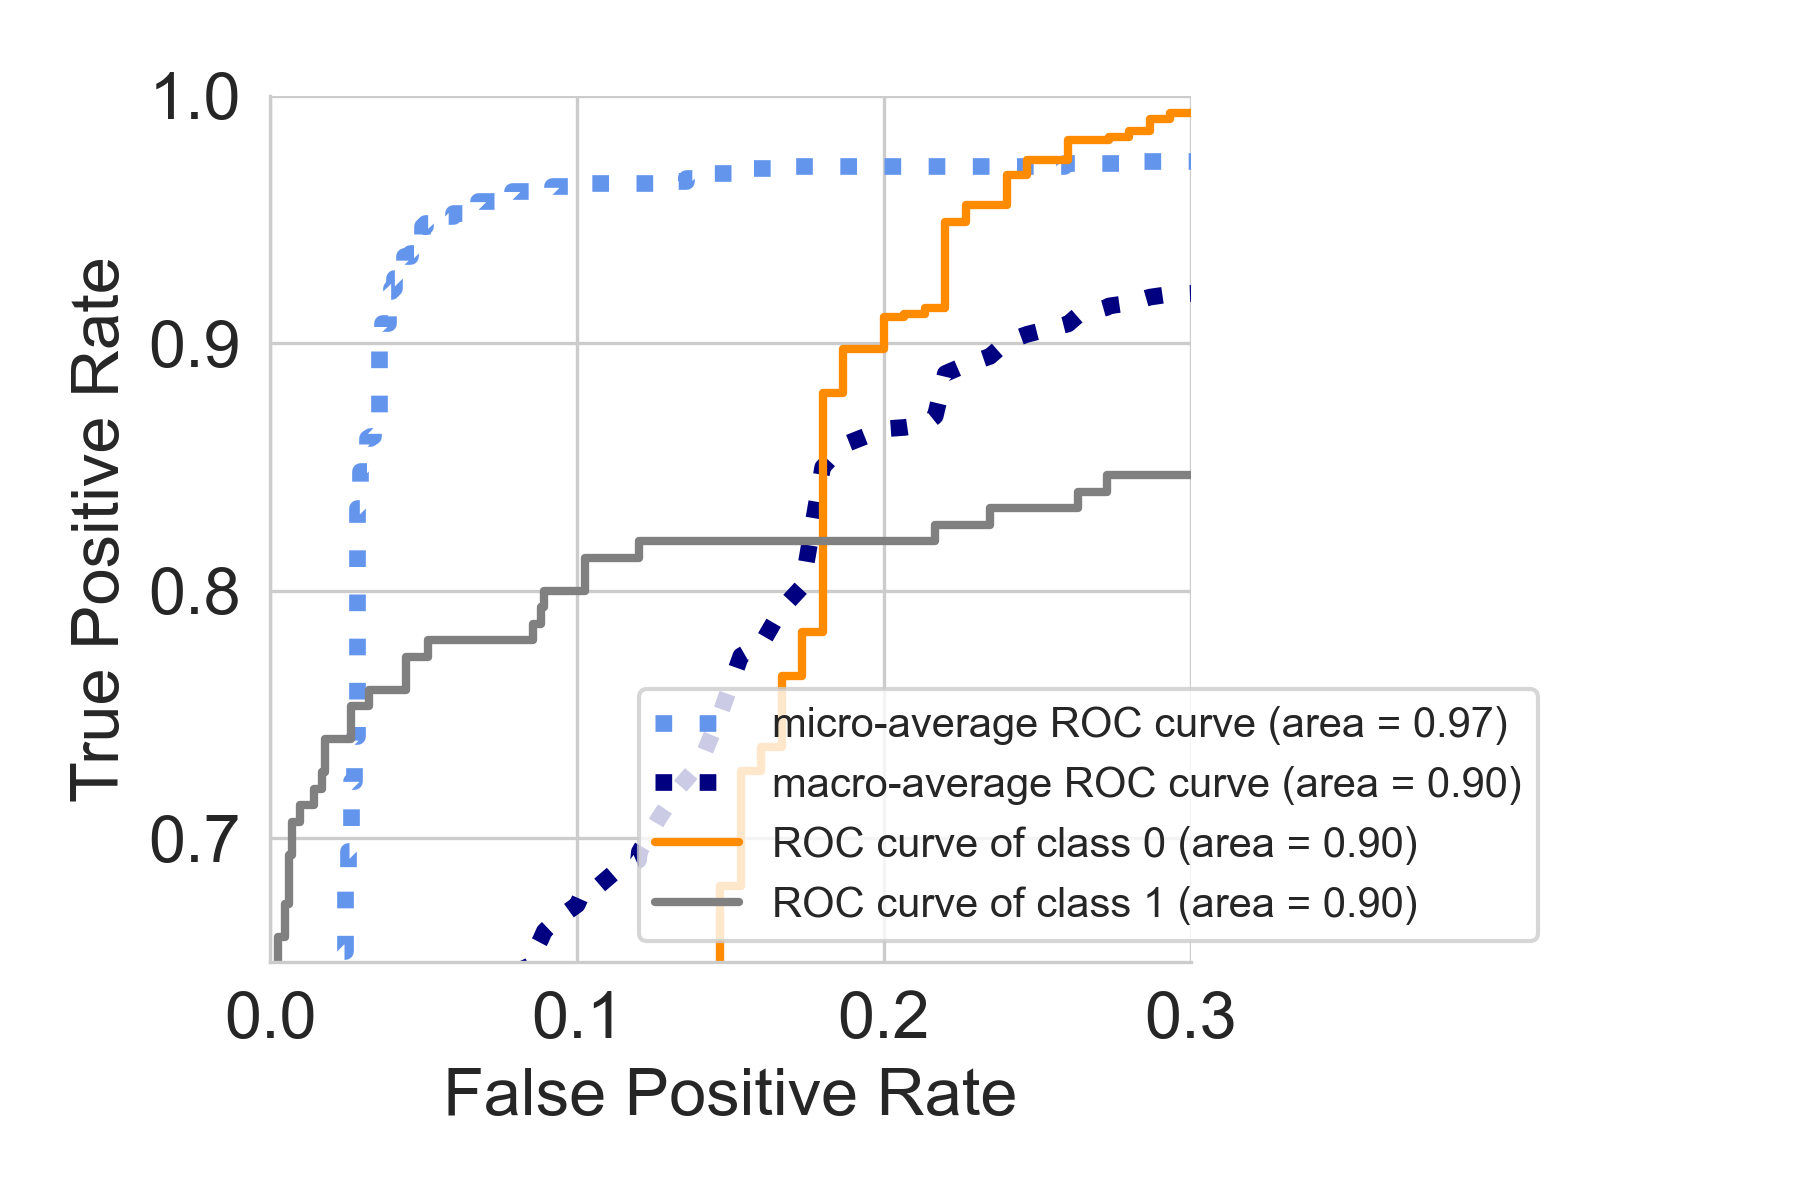 True Positive Rate
1.0
0.9
0.8
0.7
micro-average ROC curve (area = 0.97)
macro-average ROC curve (area = 0.90)
ROC curve of class 0 (area = 0.90)
ROC curve of class 1 (area = 0.90)
0.0 0.1 0.2 0.3
False Positive Rate